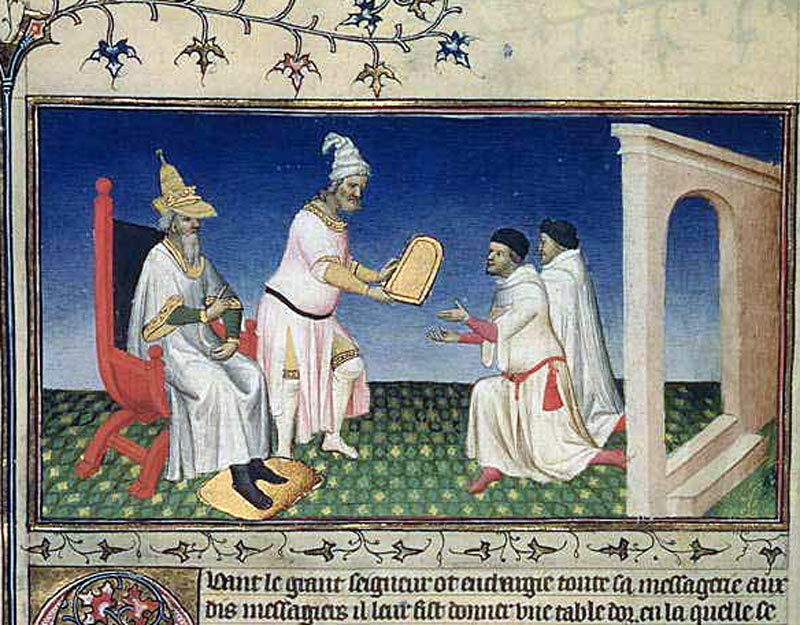 Vant le grant seigneur ot enchargie toute sa messagerie aux
dis messagiers il leur fist donner vne table dor, en la quelle se